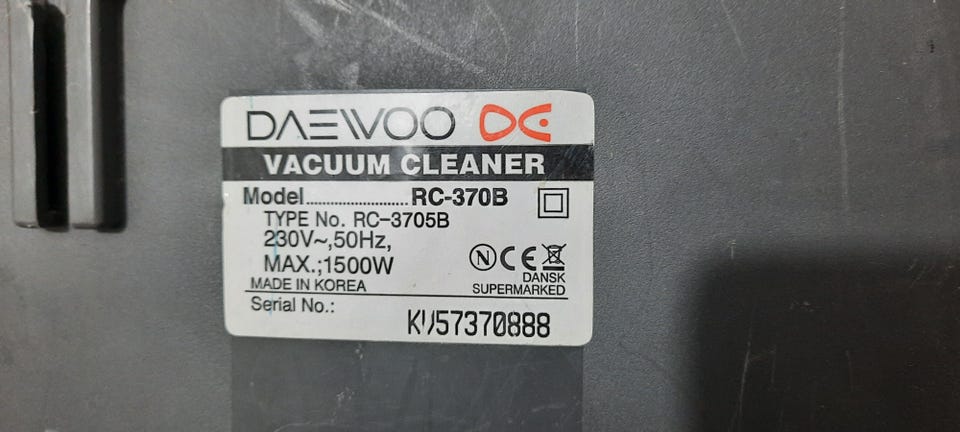 DAEWOO
VACUUM CLEANER
Model.........................RC-370B
TYPE No. RC-3705B
230V~,50Hz,
MAX.;1500W
N CE
MADE IN KOREA
DANSK
SUPERMARKED
Serial No.:
KV57370888